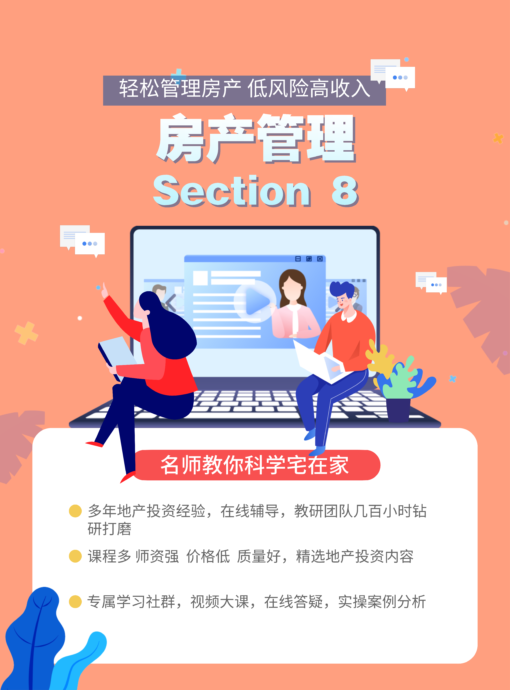 轻松管理房产 低风险高收入
房产管理
Section 8
名师教你科学宅在家
多年地产投资经验，在线辅导，教研团队几百小时钻
研打磨
课程多 师资强 价格低 质量好，精选地产投资内容
专属学习社群，视频大课，在线答疑，实操案例分析